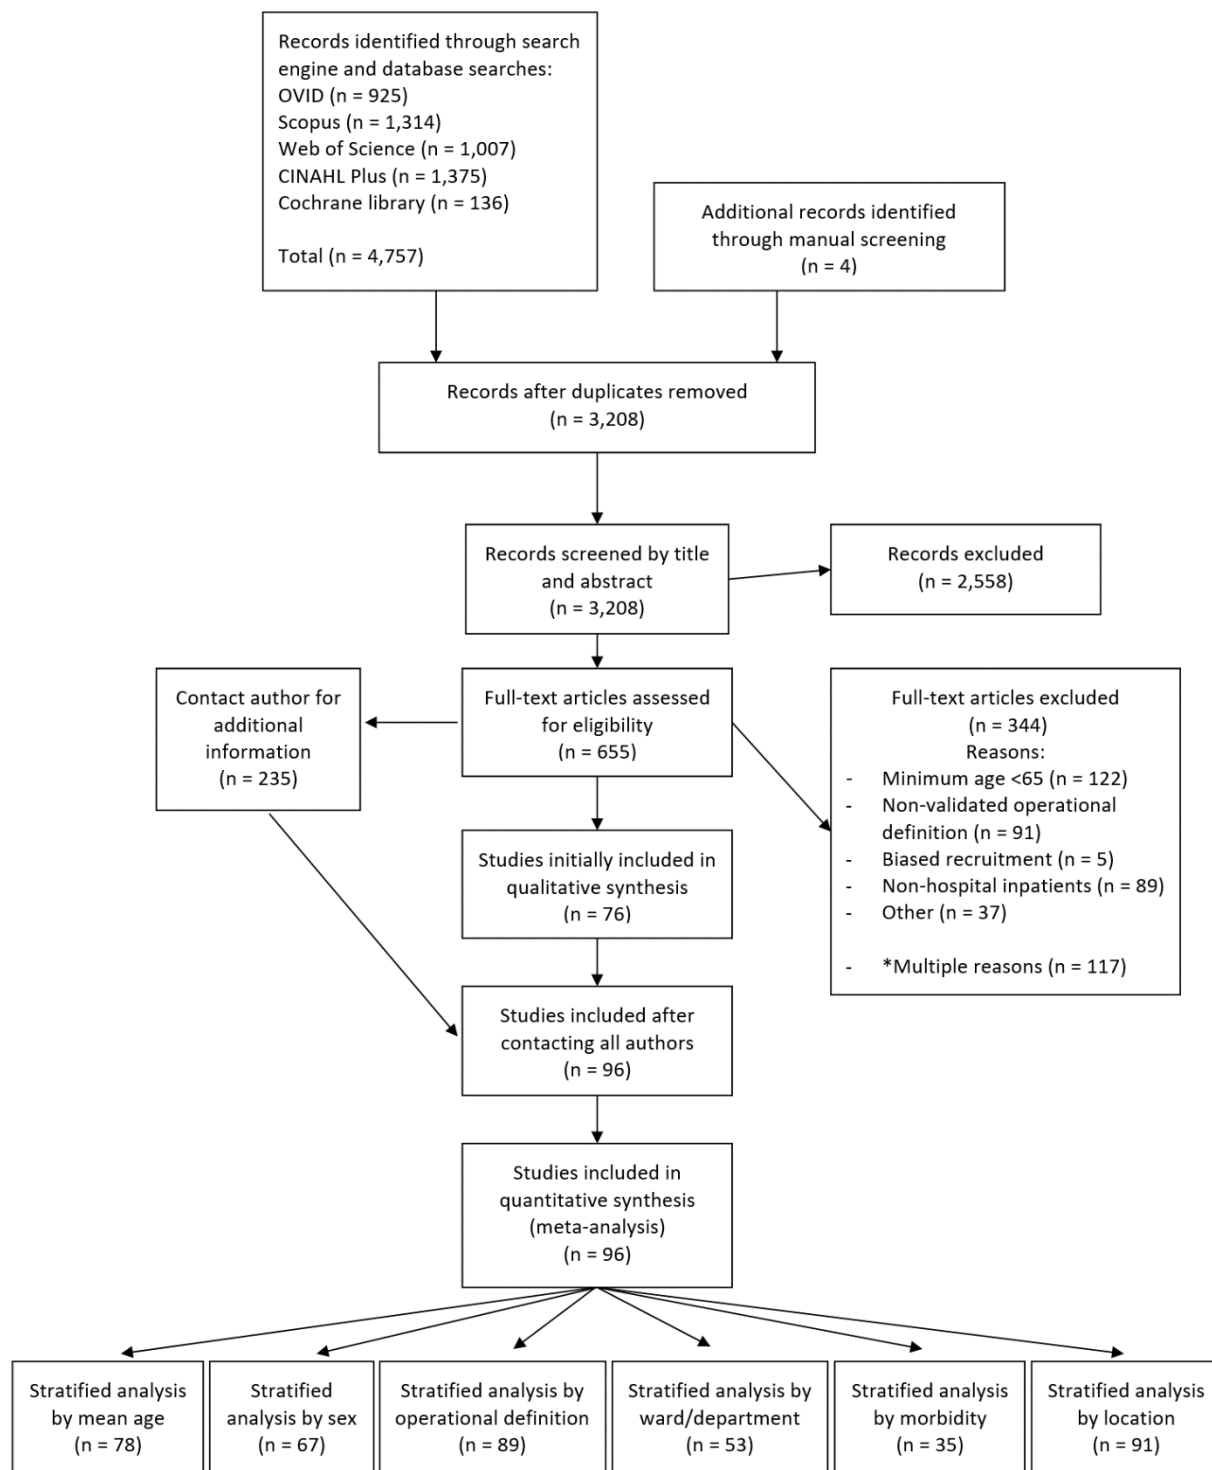 Records identified through search
engine and database searches:
OVID (n = 925)
Scopus (n = 1,314)
Web of Science (n = 1,007)
CINAHL Plus (n = 1,375)
Cochrane library (n = 136)
Total (n = 4,757)
Additional records identified
through manual screening
(n = 4)
Records after duplicates removed
(n = 3,208)
Records screened by title
and abstract
(n = 3,208)
Records excluded
(n = 2,558)
Contact author for
additional
information
(n = 235)
Full-text articles assessed
for eligibility
(n = 655)
Full-text articles excluded
(n = 344)
Reasons:
- Minimum age <65 (n = 122)
- Non-validated operational
definition (n = 91)
- Biased recruitment (n = 5)
- Non-hospital inpatients (n = 89)
- Other (n = 37)
- *Multiple reasons (n = 117)
Studies initially included in
qualitative synthesis
(n = 76)
Studies included after
contacting all authors
(n = 96)
Studies included in
quantitative synthesis
(meta-analysis)
(n = 96)
Stratified analysis
by mean age
(n = 78)
Stratified
analysis by sex
(n = 67)
Stratified analysis by
operational definition
(n = 89)
Stratified analysis by
ward/department
(n = 53)
Stratified analysis
by morbidity
(n = 35)
Stratified analysis
by location
(n = 91)